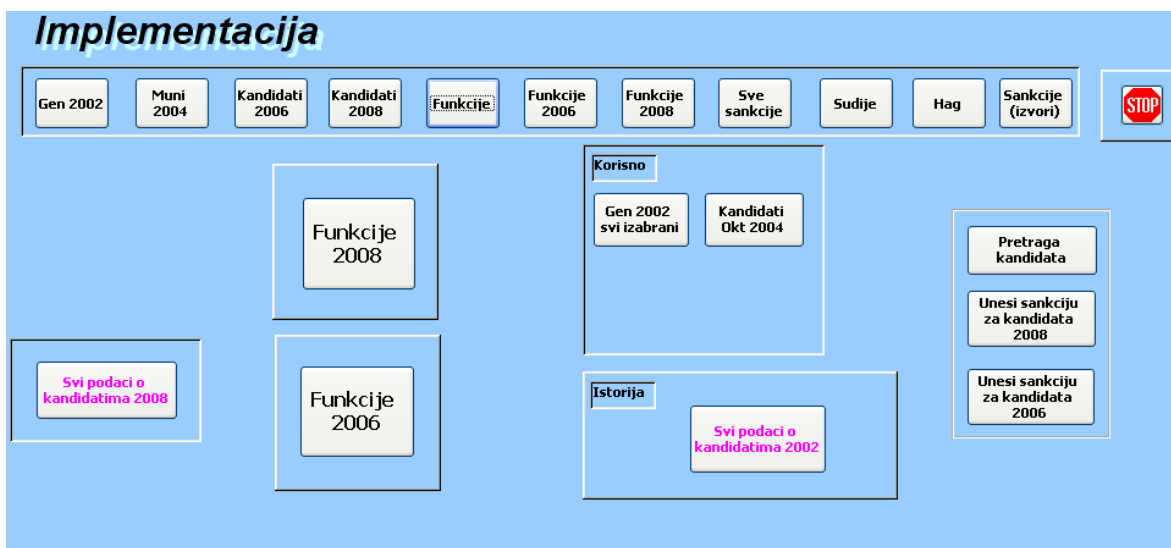 Implementacija
Gen 2002
Muni
2004
Kandidati
2006
Kandidati
2008
Funkcije
Funkcije
2006
Funkcije
2008
Sve
sankcije
Sudije
Hag
Sankcije
(izvori)
STOP
Funkcije
2008
Korisno
Gen 2002
svi izabrani
Kandidati
Okt 2004
Pretraga
kandidata
Unesi sankciju
za kandidata
2008
Unesi sankciju
za kandidata
2006
Svi podaci o
kandidatima 2008
Funkcije
2006
Istorija
Svi podaci o
kandidatima 2002